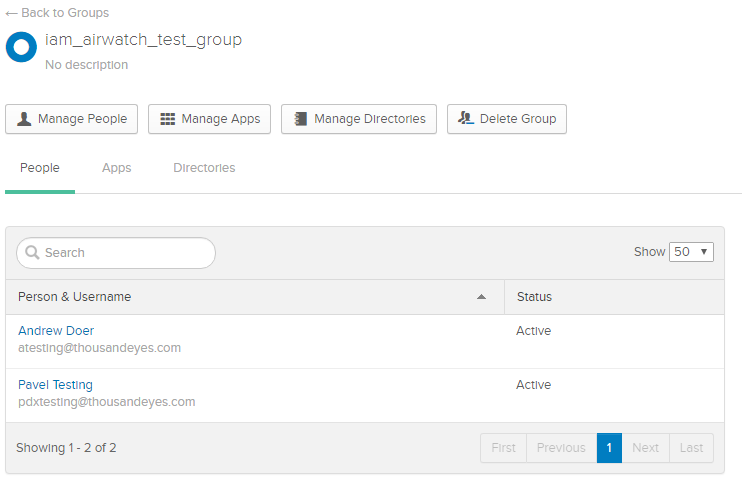 ← Back to Groups
iam_airwatch_test_group
No description
Manage People Manage Apps Manage Directories Delete Group
People Apps Directories
Search Show 50
Person & Username Status
Andrew Doer Active
atesting@thousandeyes.com
Pavel Testing Active
pdxtesting@thousandeyes.com
Showing 1 - 2 of 2 First Previous 1 Next Last